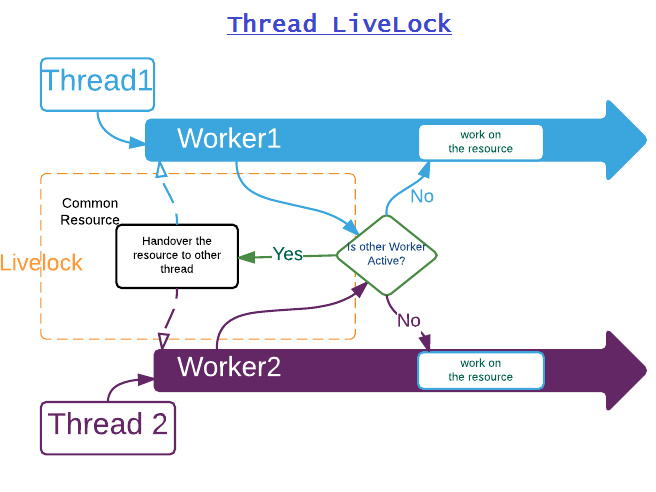 Thread LiveLock
Thread1
Worker1
work on
the resource
No
Common
Resource
Handover the
resource to other
thread
Livelock
Yes
Is other Worker
Active?
No
Worker2
work on
the resource
Thread 2